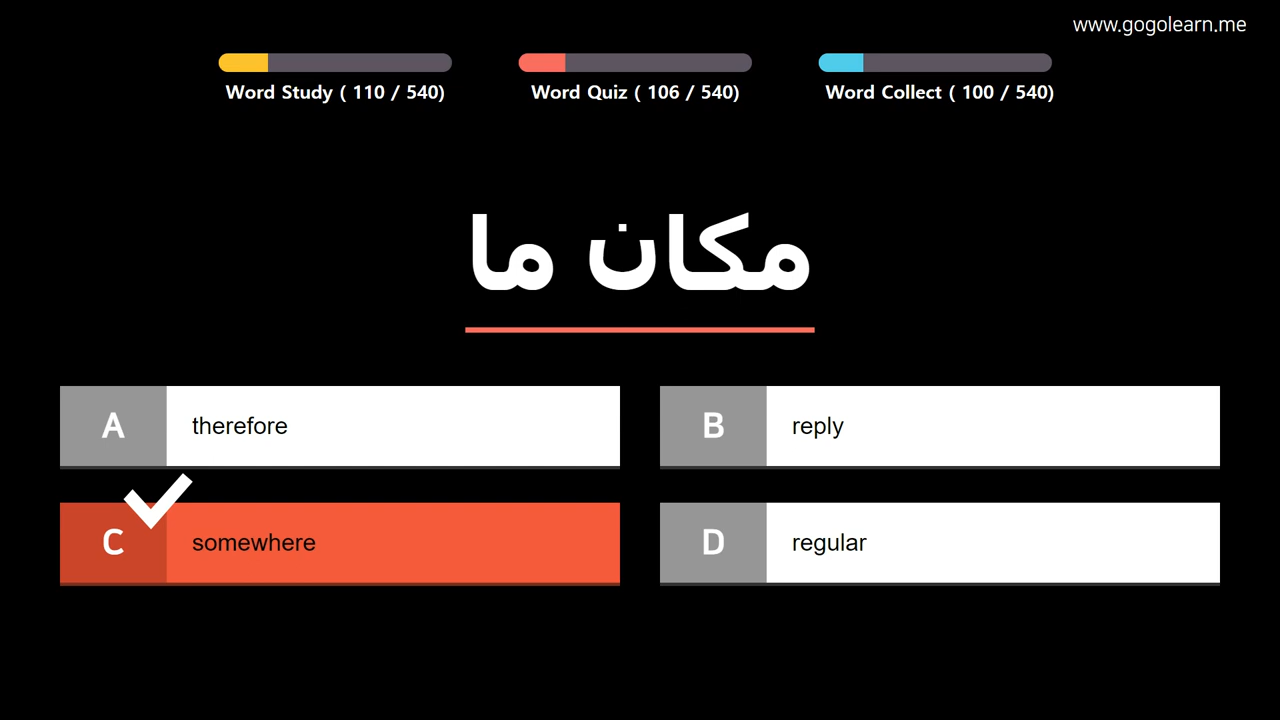 www.gogolearn.me
Word Study ( 110 / 540)
Word Quiz ( 106 / 540)
Word Collect ( 100 / 540)
مكان ما
A therefore
B reply
C somewhere
D regular